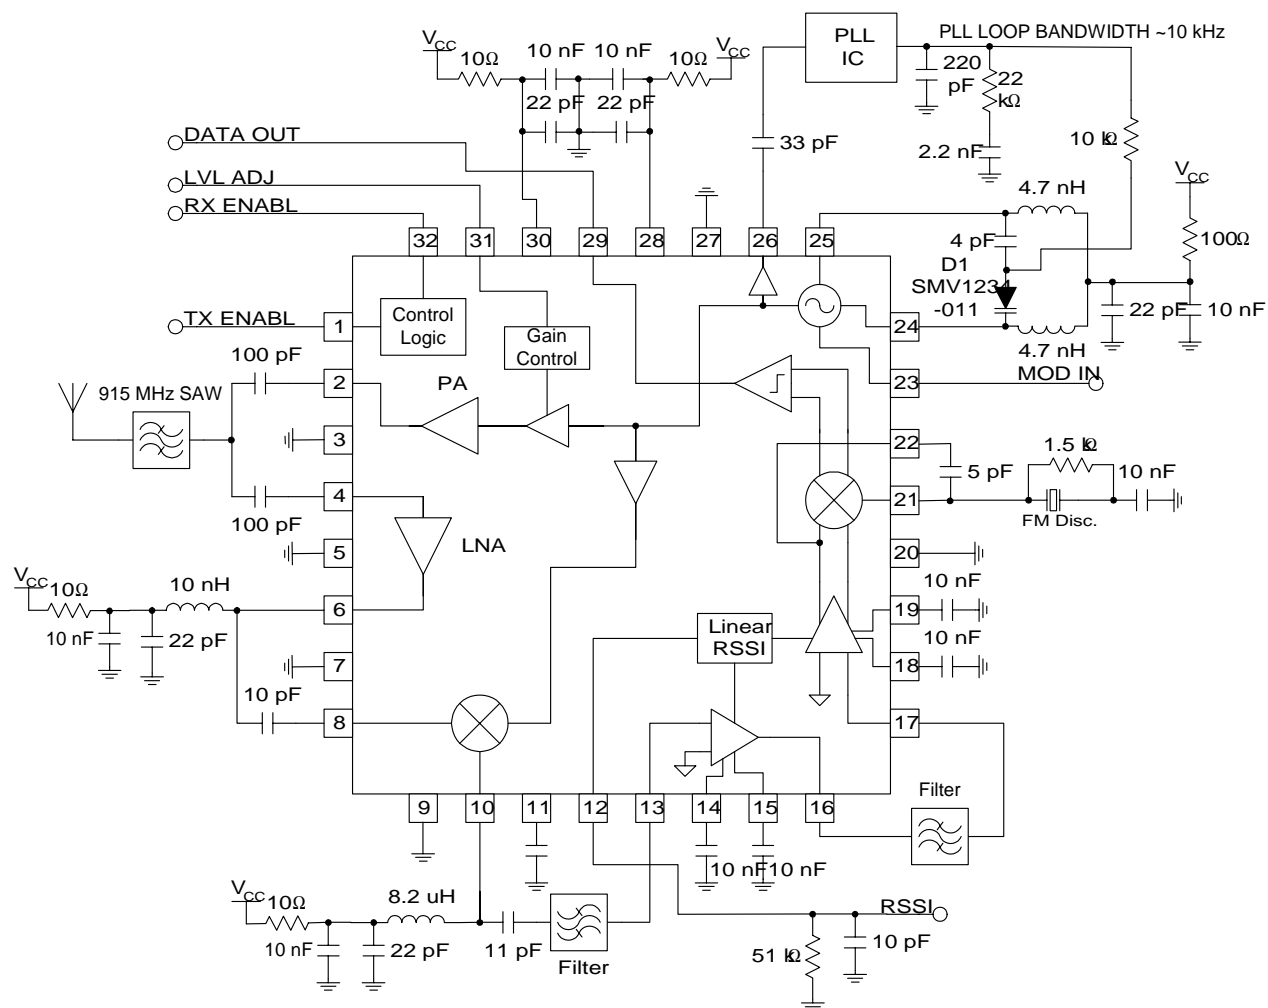 PLL
IC
PLL LOOP BANDWIDTH ~10 kHz
VCC
10Ω
10 nF
10 nF
10Ω
VCC
22 pF
22 pF
220
pF
22
kΩ
33 pF
2.2 nF
10 kΩ
DATA OUT
LVL ADJ
RX ENABL
VCC
4.7 nH
100Ω
4 pF
D1
SMV1234
-011
22 pF
10 nF
4.7 nH
MOD IN
32
31
30
29
28
27
26
25
TX ENABL
1
Control
Logic
Gain
Control
24
23
100 pF
2
PA
915 MHz SAW
3
22
1.5 kΩ
5 pF
10 nF
4
21
FM Disc.
100 pF
LNA
5
20
VCC
10Ω
10 nH
10 nF
6
19
10 nF
22 pF
Linear
RSSI
10 nF
7
18
10 pF
8
17
9
10
11
12
13
14
15
16
Filter
10 nF
10 nF
VCC
10Ω
8.2 uH
10 nF
22 pF
11 pF
Filter
RSSI
51 kΩ
10 pF